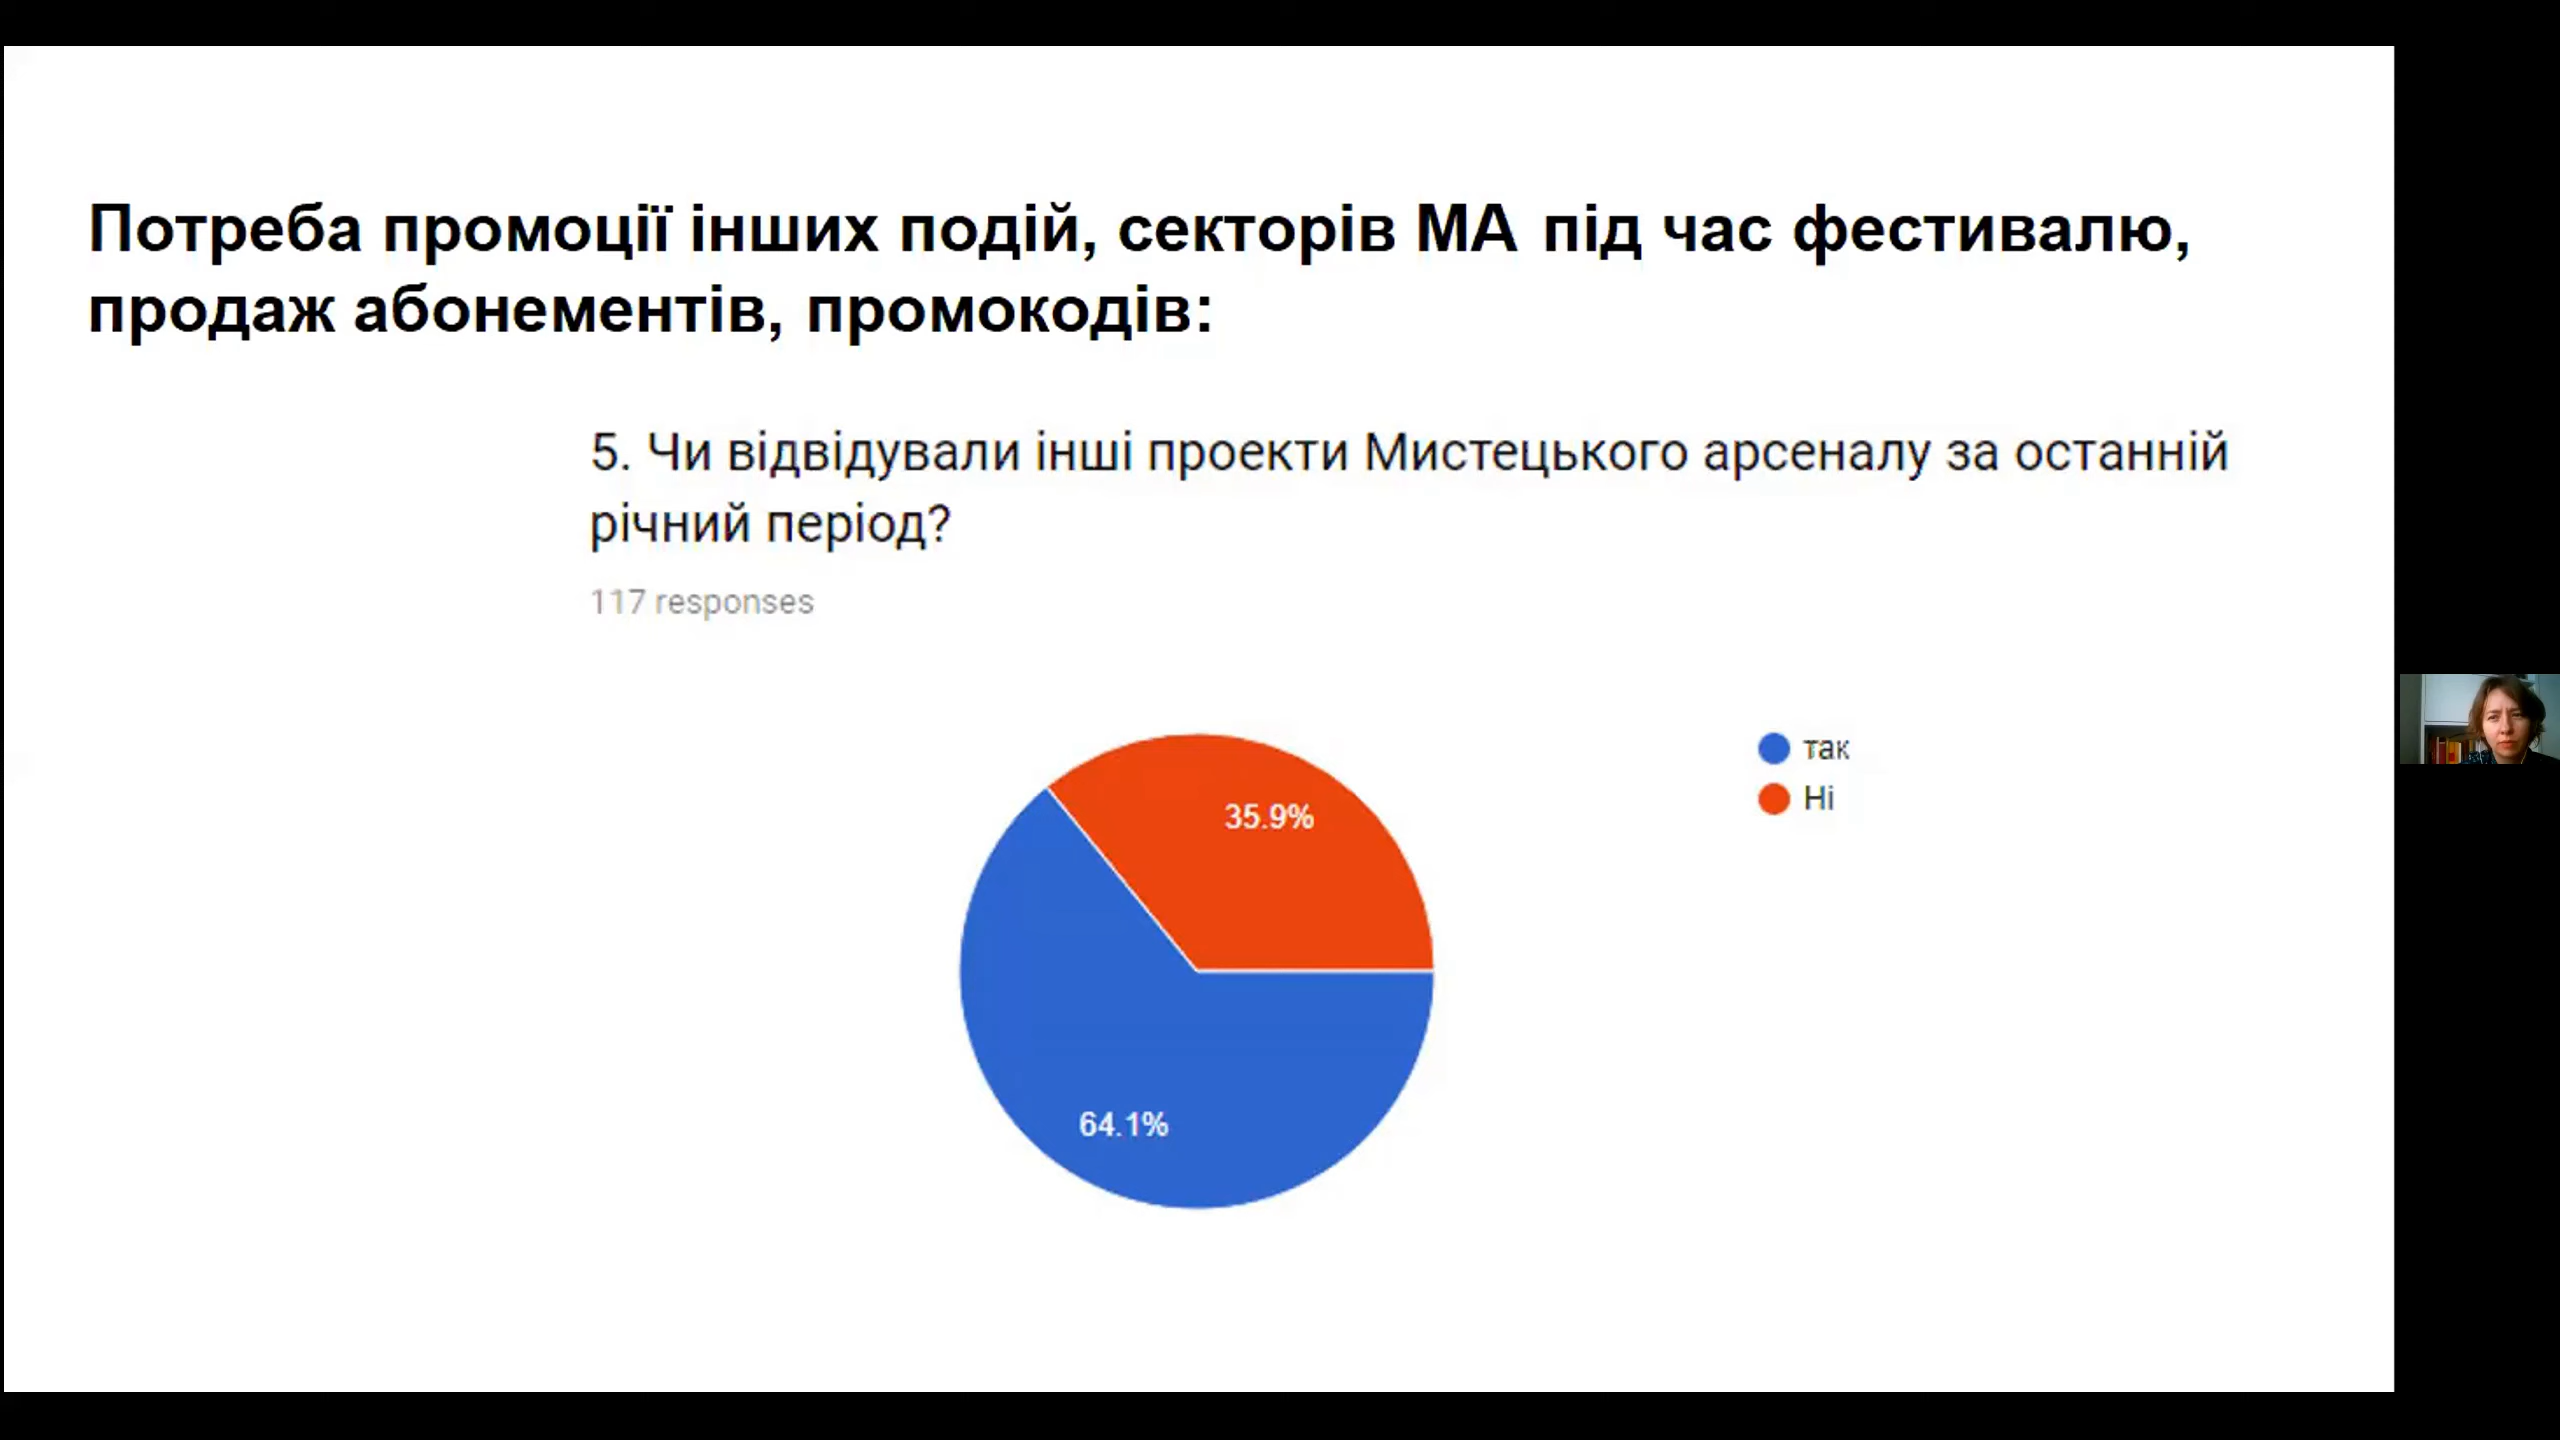 Потреба промоції інших подій, секторів МА під час фестивалю,
продаж абонементів, промокодів:
5. Чи відвідували інші проекти Мистецького арсеналу за останній
річний період?
117 responses
так
Ні
35.9%
64.1%